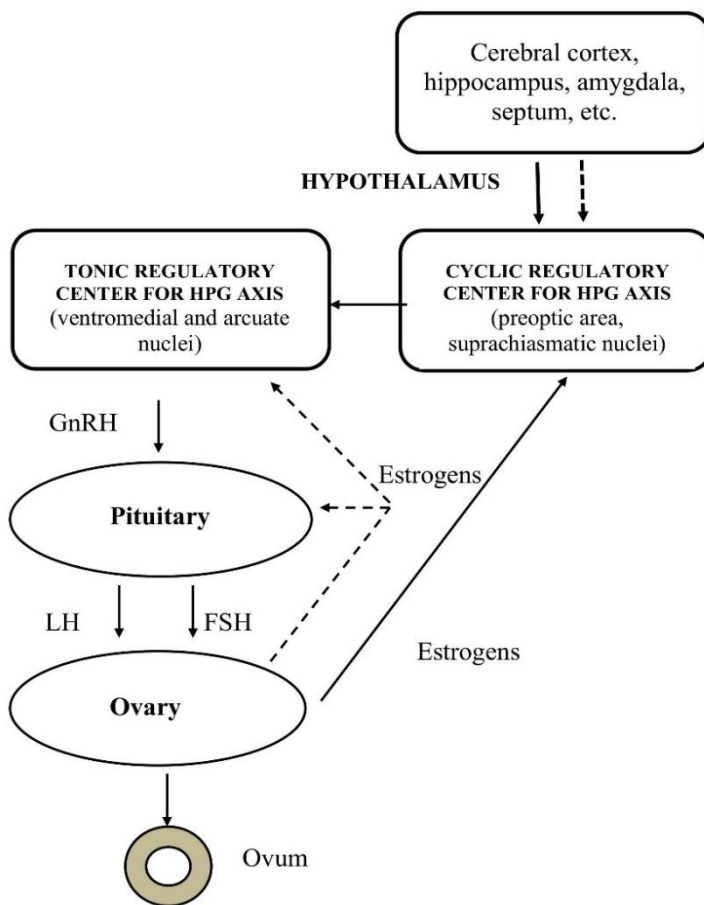 Cerebral cortex,
hippocampus, amygdala,
septum, etc.
HYPOTHALAMUS
TONIC REGULATORY
CENTER FOR HPG AXIS
(ventromedial and arcuate
nuclei)
CYCLIC REGULATORY
CENTER FOR HPG AXIS
(preoptic area,
suprachiasmatic nuclei)
GnRH
Estrogens
Pituitary
LH
FSH
Estrogens
Ovary
Ovum